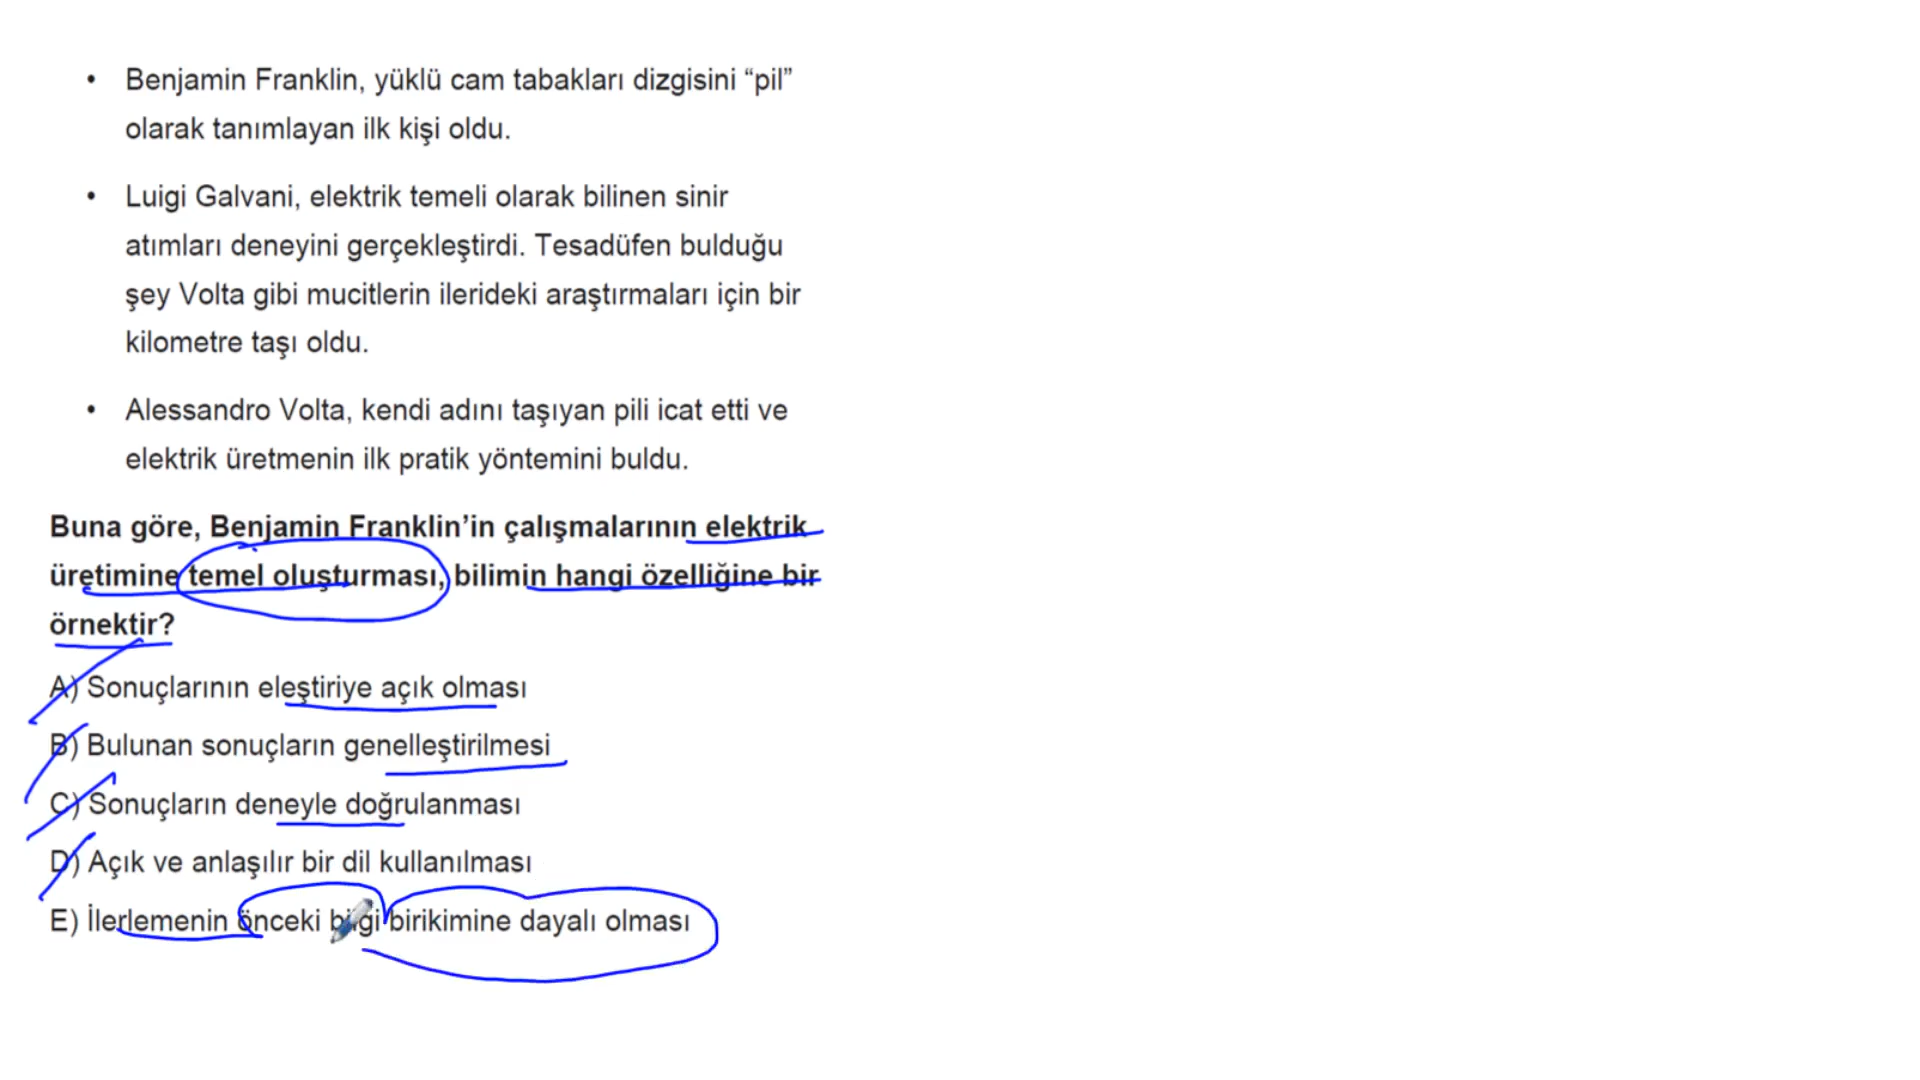 • Benjamin Franklin, yüklü cam tabakları dizgisini “pil”
olarak tanımlayan ilk kişi oldu.
• Luigi Galvani, elektrik temeli olarak bilinen sinir
atımları deneyini gerçekleştirdi. Tesadüfen bulduğu
şey Volta gibi mucitlerin ilerideki araştırmaları için bir
kilometre taşı oldu.
• Alessandro Volta, kendi adını taşıyan pili icat etti ve
elektrik üretmenin ilk pratik yöntemini buldu.
Buna göre, Benjamin Franklin’in çalışmalarının elektrik
üretimine temel oluşturması, bilimin hangi özelliğine bir
örnektir?
A) Sonuçlarının eleştiriye açık olması
B) Bulunan sonuçların genelleştirilmesi
C) Sonuçların deneyle doğrulanması
D) Açık ve anlaşılır bir dil kullanılması
E) İlerlemenin önceki bilgi birikimine dayalı olması